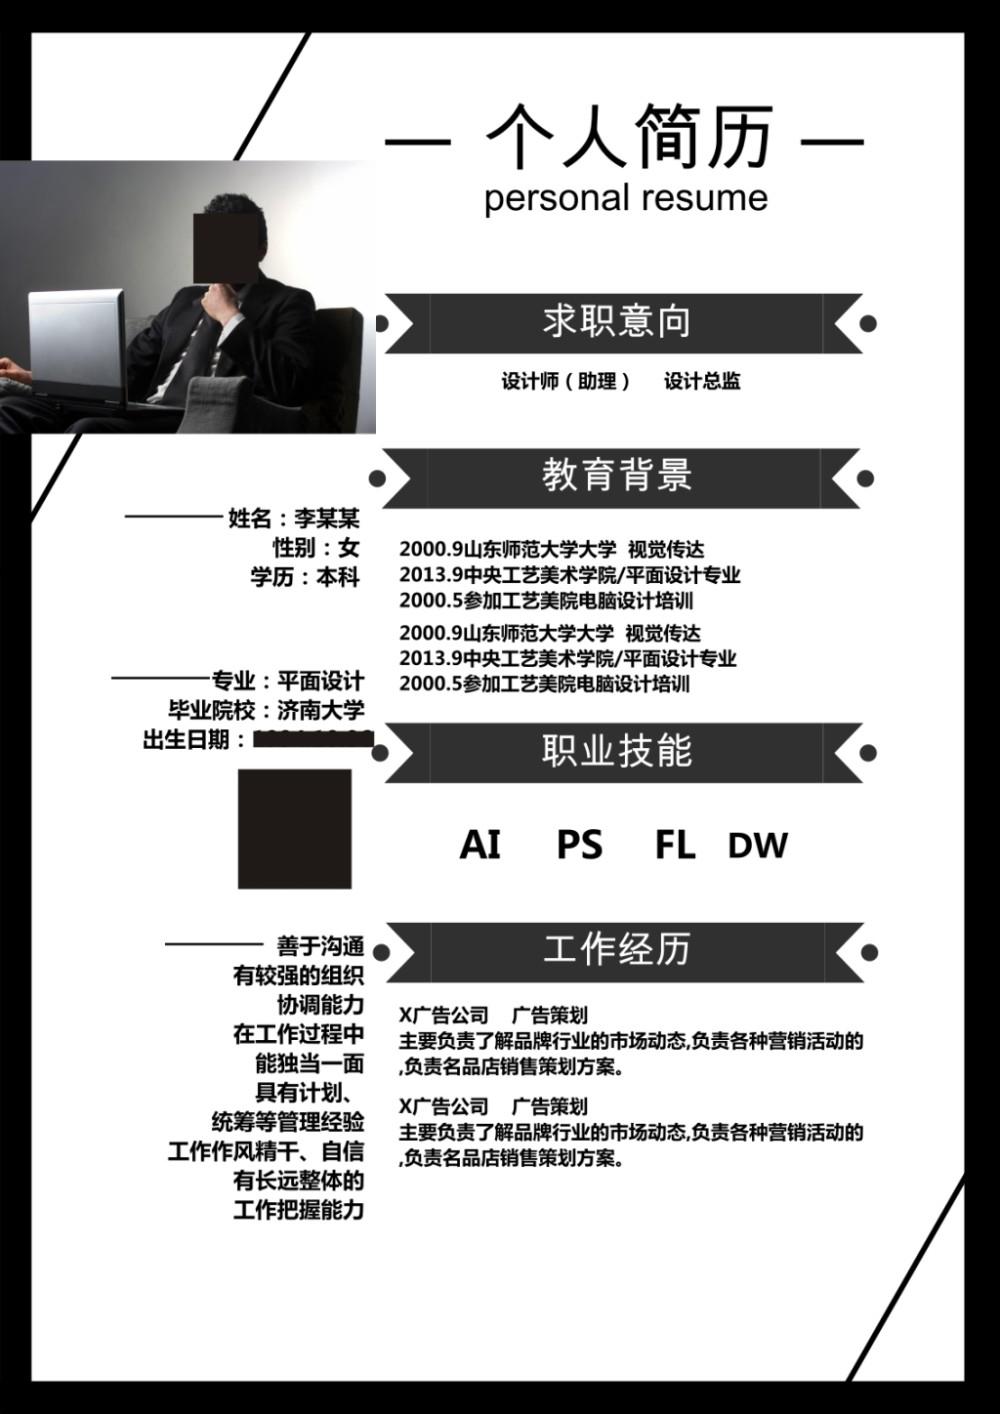 — 个人简历 —
personal resume
求职意向
设计师（助理） 设计总监
教育背景
2000.9山东师范大学大学 视觉传达
2013.9中央工艺美术学院/平面设计专业
2000.5参加工艺美院电脑设计培训
2000.9山东师范大学大学 视觉传达
2013.9中央工艺美术学院/平面设计专业
2000.5参加工艺美院电脑设计培训
职业技能
AI PS FL DW
工作经历
X广告公司 广告策划
主要负责了解品牌行业的市场动态,负责各种营销活动的
,负责名品店销售策划方案。
X广告公司 广告策划
主要负责了解品牌行业的市场动态,负责各种营销活动的
,负责名品店销售策划方案。
姓名：李某某
性别：女
学历：本科
专业：平面设计
毕业院校：济南大学
出生日期：
善于沟通
有较强的组织
协调能力
在工作过程中
能独当一面
具有计划、
统筹等管理经验
工作作风精干、自信
有长远整体的
工作把握能力